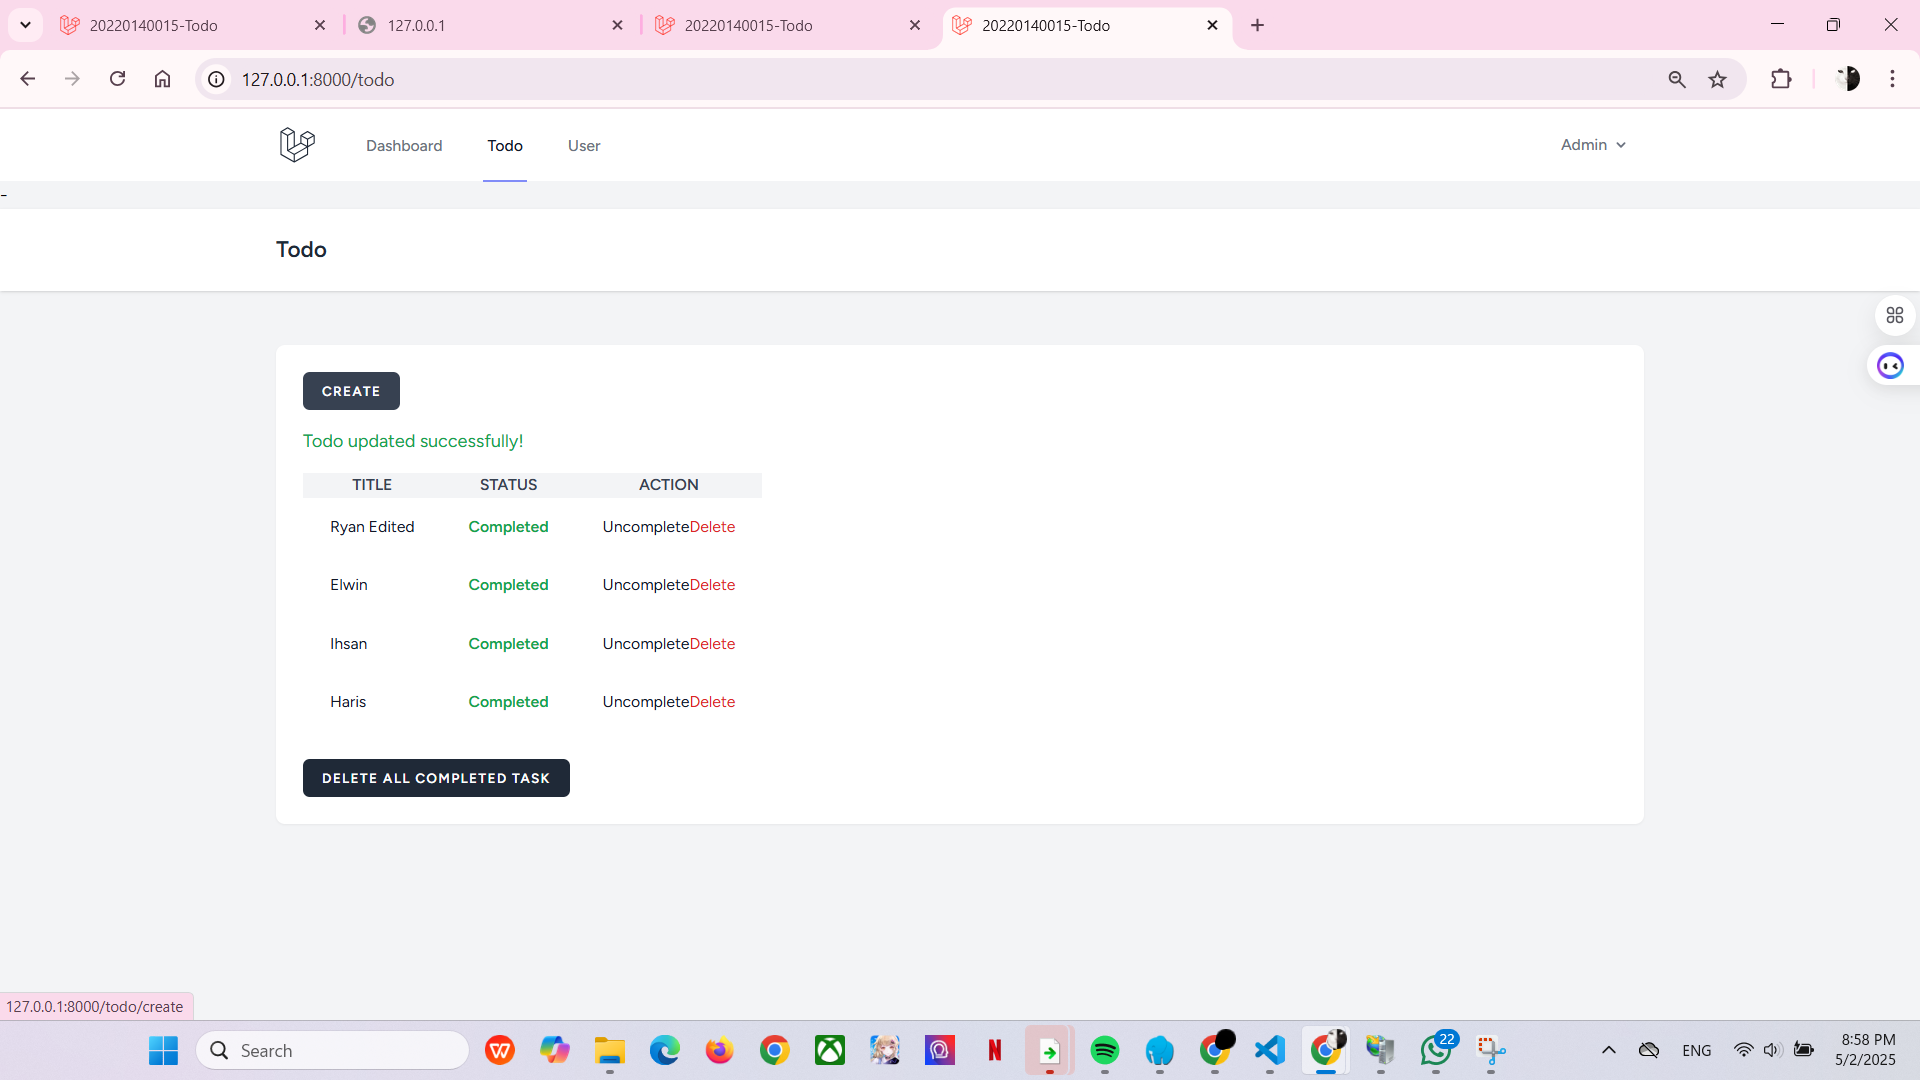 20220140015-Todo
127.0.0.1
20220140015-Todo
20220140015-Todo
127.0.0.1:8000/todo
Dashboard
Todo
User
Admin
-
Todo
CREATE
Todo updated successfully!
TITLE STATUS ACTION
Ryan Edited Completed UncompleteDelete
Elwin Completed UncompleteDelete
Ihsan Completed UncompleteDelete
Haris Completed UncompleteDelete
DELETE ALL COMPLETED TASK
127.0.0.1:8000/todo/create
Search
N
22
ENG
8:58 PM
5/2/2025